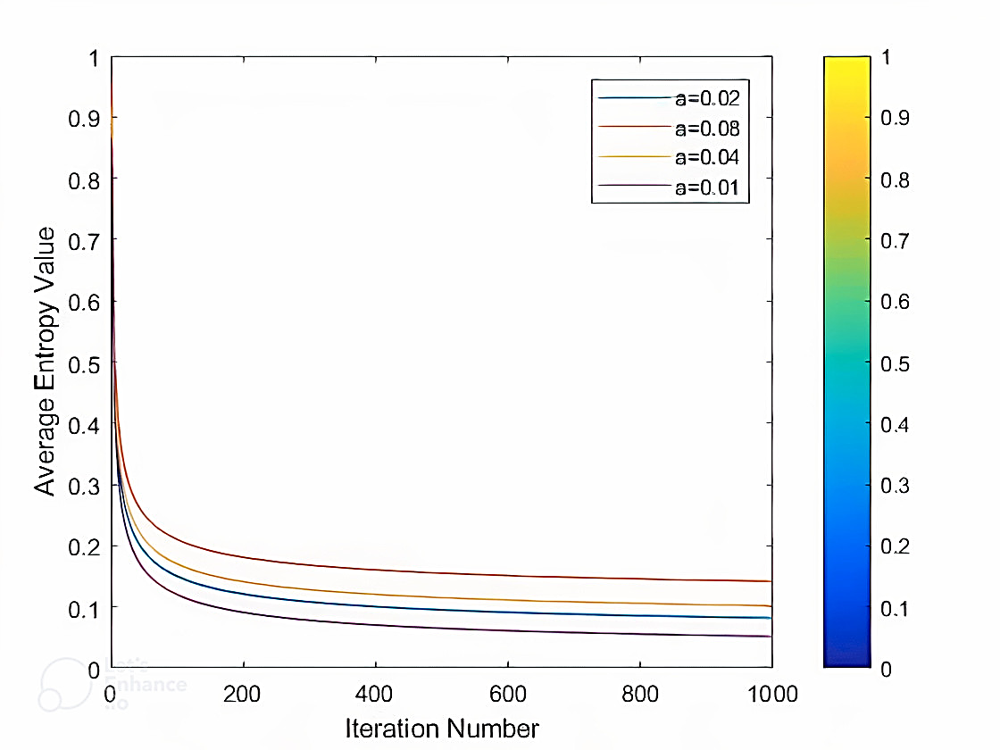 1
0.9
0.8
0.7
0.6
0.5
0.4
0.3
0.2
0.1
0
Average Entropy Value
a=0.02
a=0.08
a=0.04
a=0.01
0 200 400 600 800 1000
Iteration Number
1
0.9
0.8
0.7
0.6
0.5
0.4
0.3
0.2
0.1
0
Let's
Enhance
.io